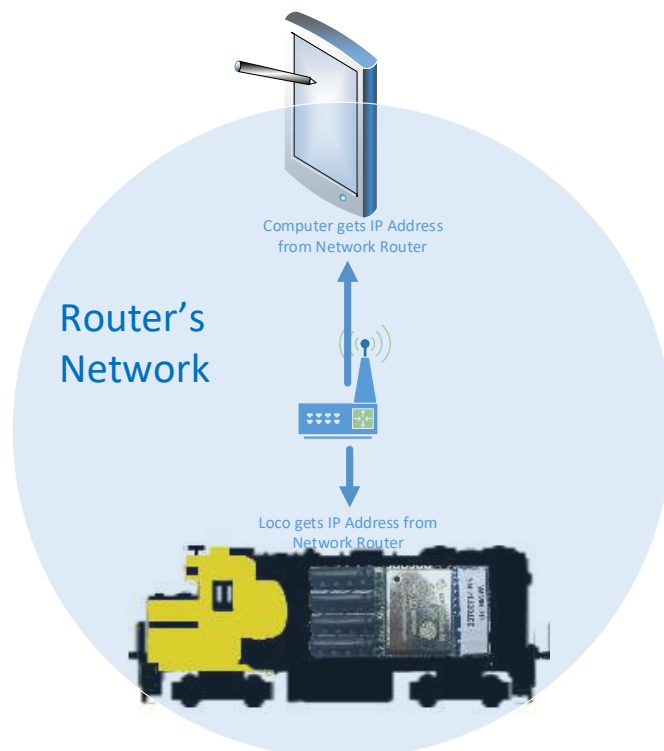 Computer gets IP Address
from Network Router
Router's
Network
Loco gets IP Address from
Network Router